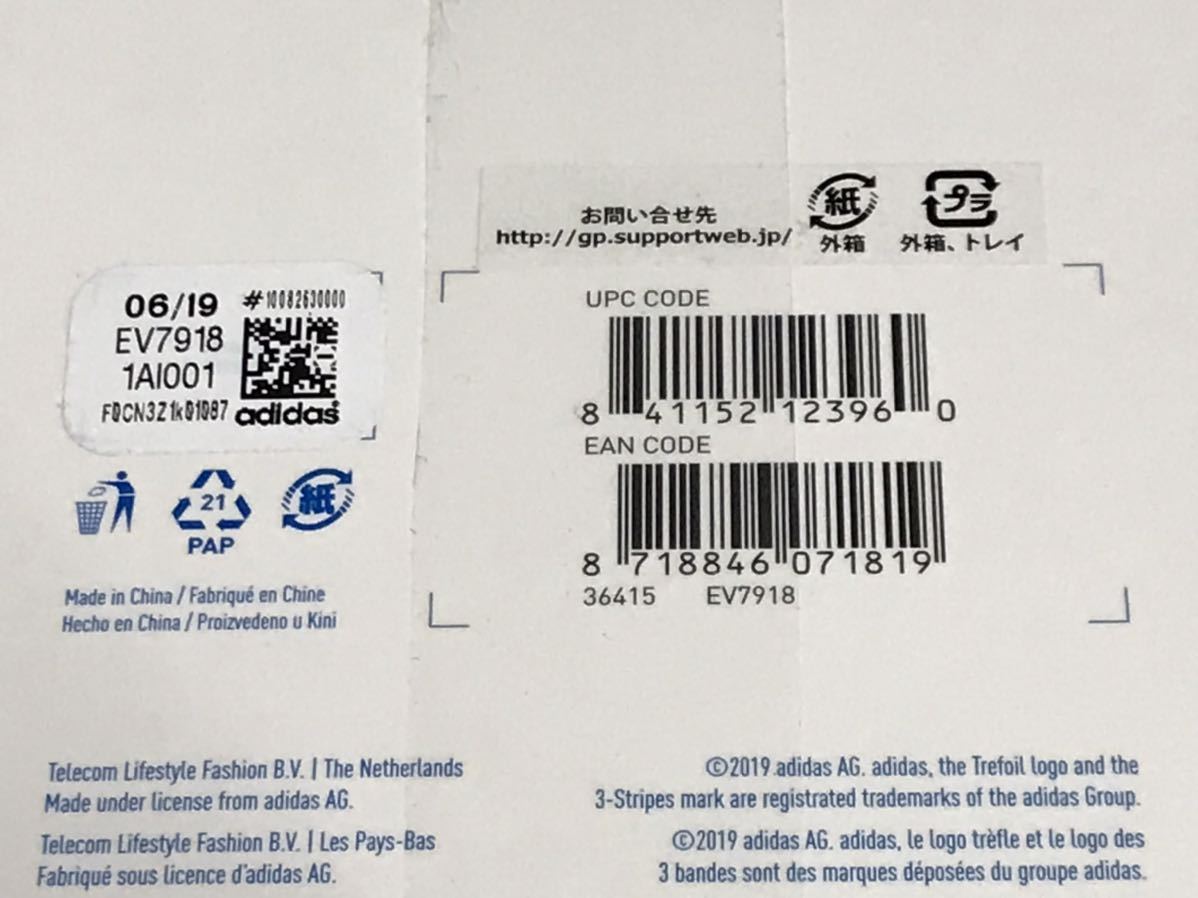 お問い合せ先
http://gp.supportweb.jp/
紙
外箱
プラ
外箱、トレイ
06/19
#10082630000
EV7918
1AI001
FDCN3Z1k01087
adidas
UPC CODE
8 41152 12396 0
EAN CODE
8 718846 071819
36415 EV7918
21
PAP
紙
Made in China / Fabriqué en Chine
Hecho en China / Proizvedeno u Kini
Telecom Lifestyle Fashion B.V. | The Netherlands
Made under license from adidas AG.
Telecom Lifestyle Fashion B.V. | Les Pays-Bas
Fabriqué sous licence d'adidas AG.
©2019 adidas AG. adidas, the Trefoil logo and the
3-Stripes mark are registrated trademarks of the adidas Group.
©2019 adidas AG. adidas, le logo trèfle et le logo des
3 bandes sont des marques déposées du groupe adidas.